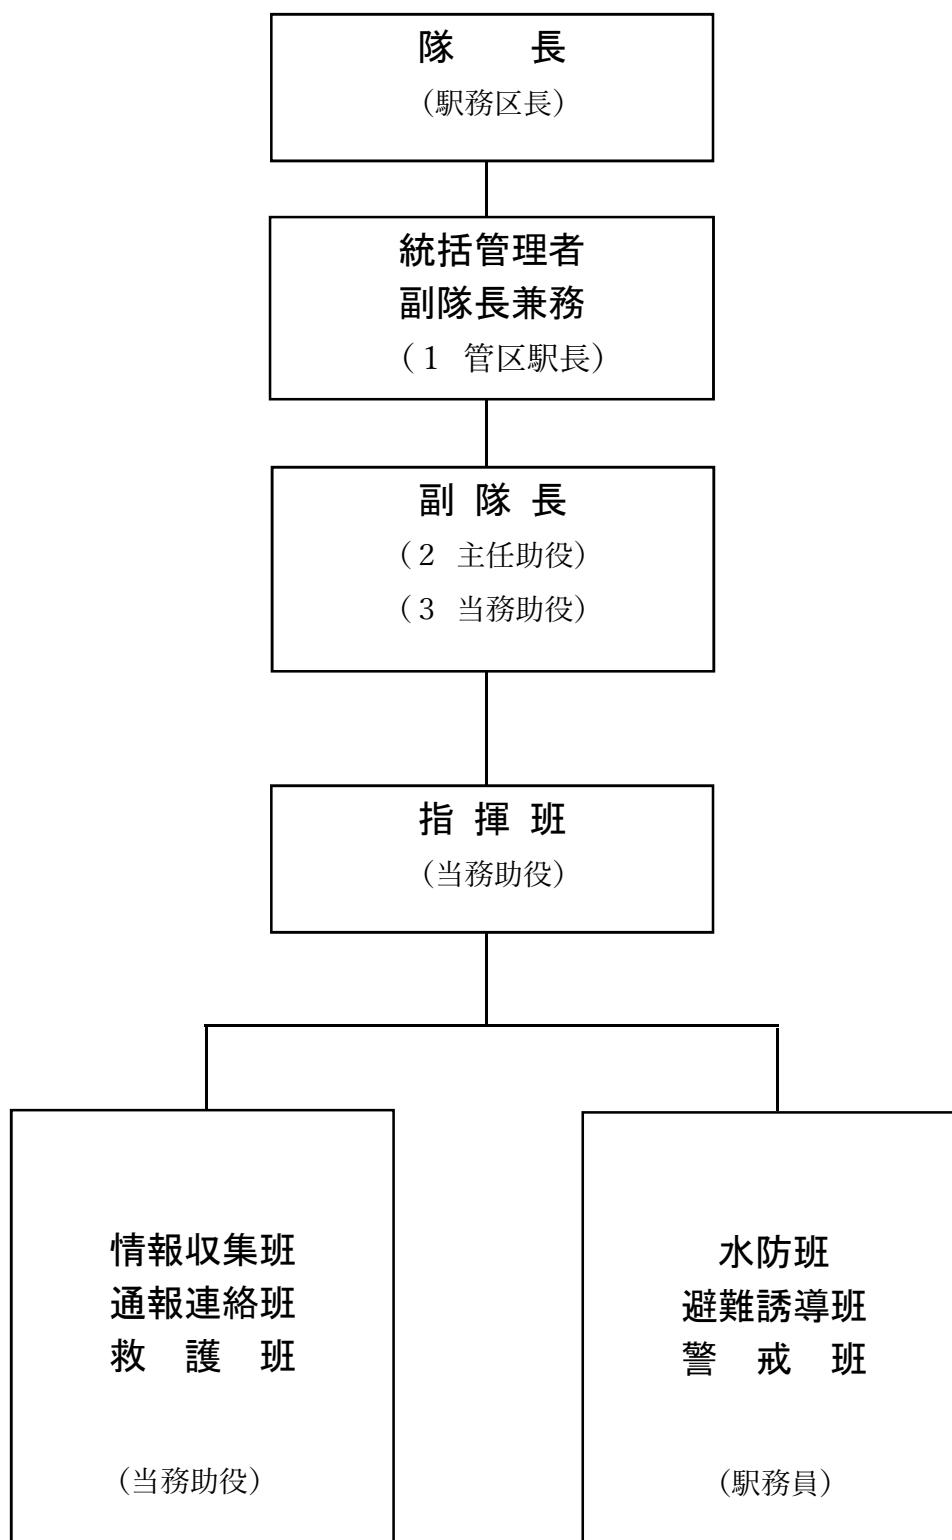 隊　　長
（駅務区長）
統括管理者
副隊長兼務
（１　管区駅長）
副 隊 長
（２　主任助役）
（３　当務助役）
指 揮 班
（当務助役）
情報収集班
通報連絡班
救　護　班
（当務助役）
水防班
避難誘導班
警　戒　班
（駅務員）